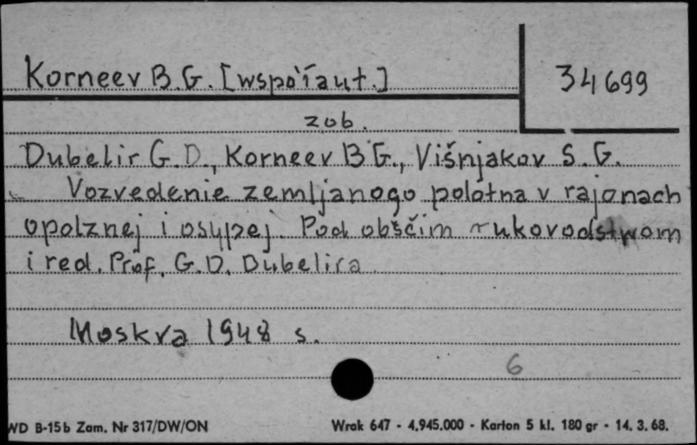 Korneev B.G. [współaut.]
34699
zob.
Dubelir G.D., Korneev B.G., Višnjakov S.G.
Vozvedenie zemljanogo polotna v rajonach
opolznej i osypej. Pod obščim rukovodstwom
i red. Prof. G.D. Dubelira
Moskva 1948 s.
6
WD B-15b Zam. Nr 317/DW/ON
Wrak 647 - 4.945.000 - Karton 5 kl. 180 gr - 14. 3. 68.